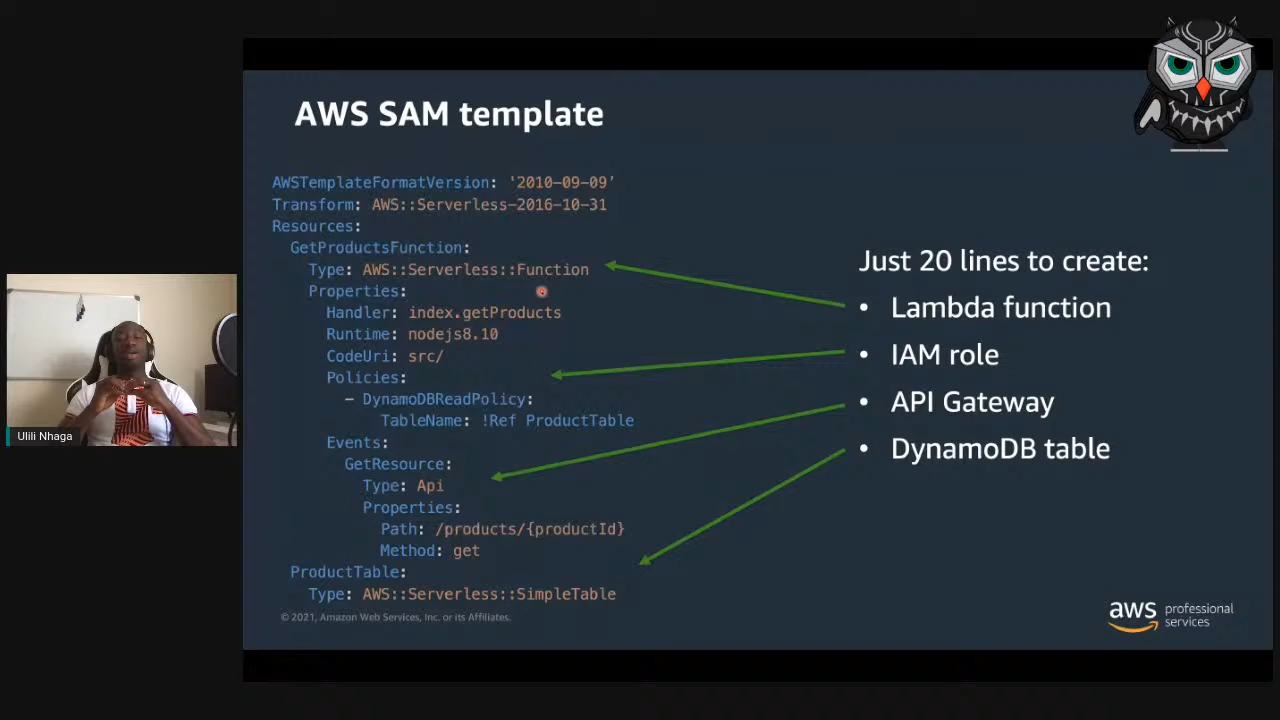 AWS SAM template
AWSTemplateFormatVersion: '2010-09-09’
Transform: AWS::Serverless-2016-10-31
Resources:
GetProductsFunction:
Type: AWS::Serverless::Function
Properties:
Handler: index.getProducts
Runtime: nodejs8.10
CodeUri: src/
Policies:
- DynamoDBReadPolicy:
TableName: !Ref ProductTable
Events:
GetResource:
Type: Api
Properties:
Path: /products/{productId}
Method: get
ProductTable:
Type: AWS::Serverless::SimpleTable
Just 20 lines to create:
• Lambda function
• IAM role
• API Gateway
• DynamoDB table
© 2021, Amazon Web Services, Inc. or its Affiliates.
aws professional
services
Ulili Nhaga